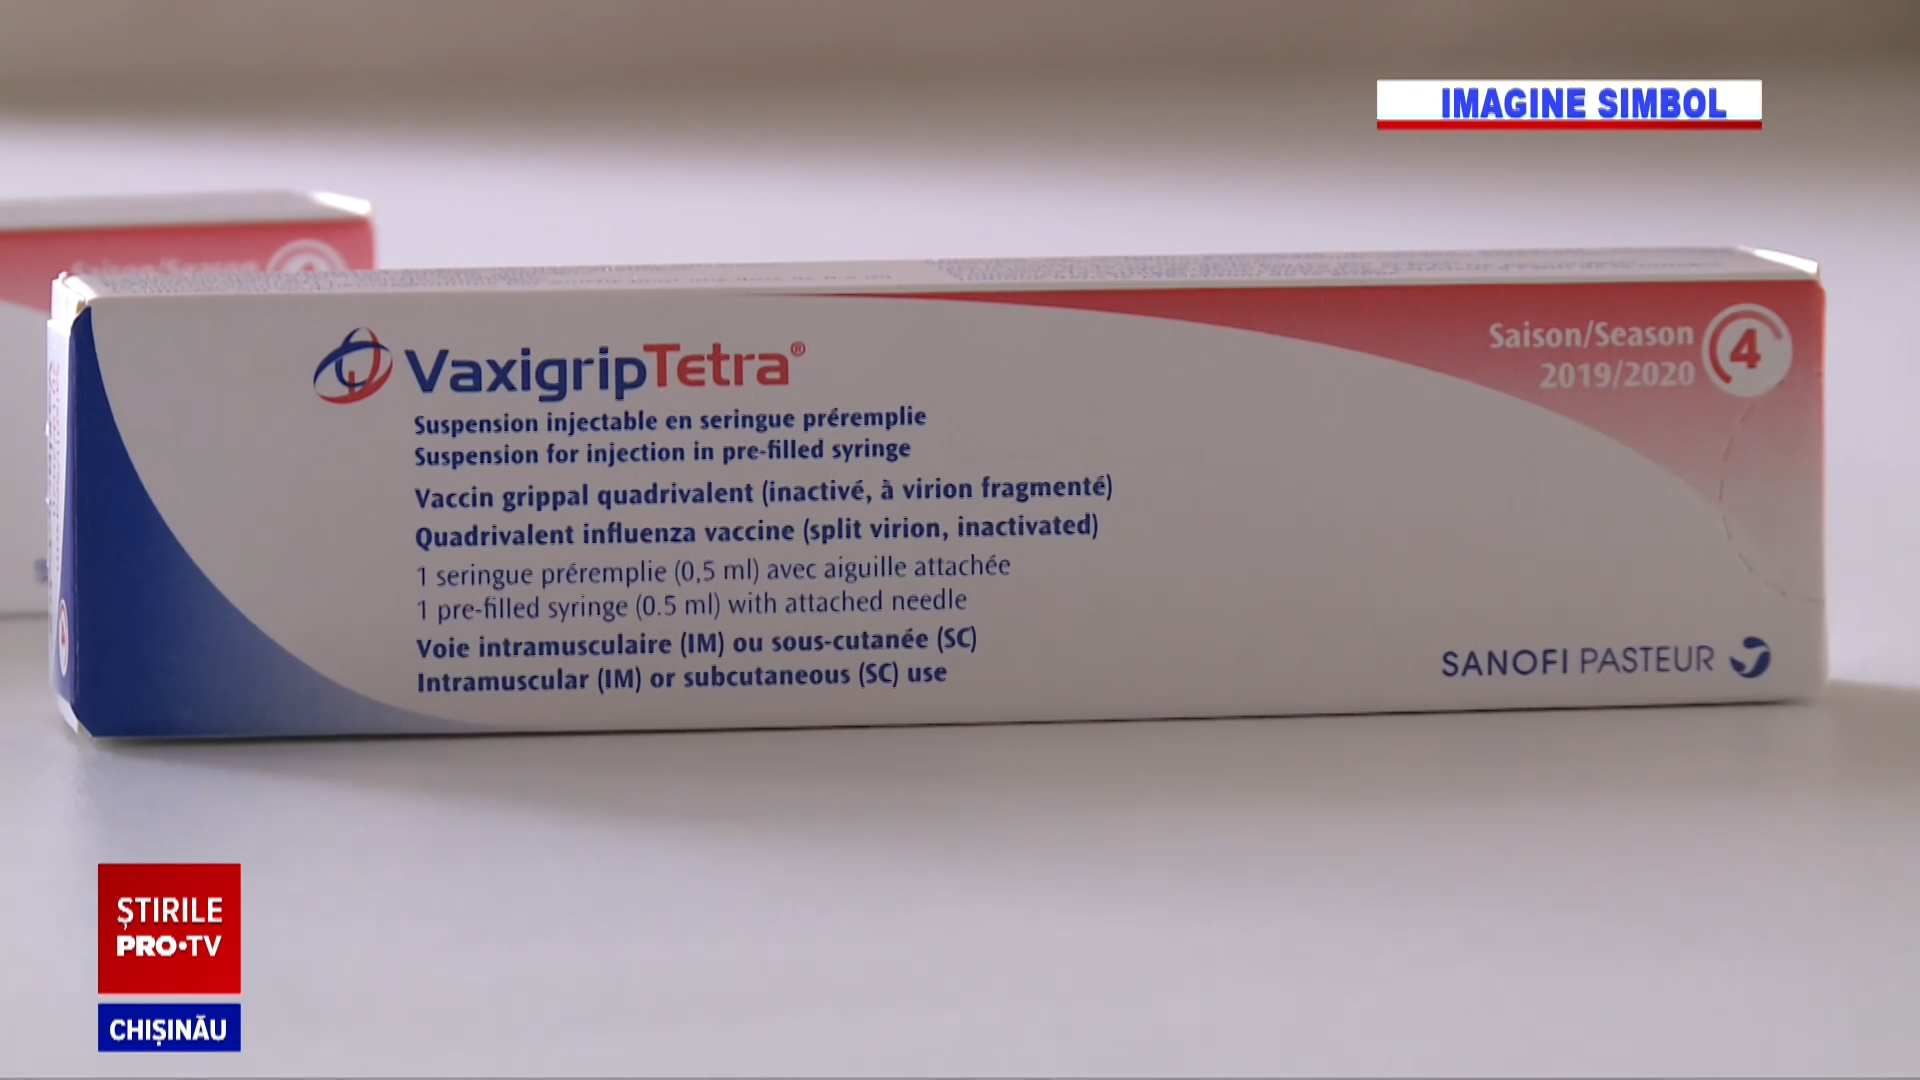 IMAGINE SIMBOL
Saison/Season
VaxigripTetra®
Suspension injectable en seringue préremplie
Suspension for injection in pre-filled syringe
Vaccin grippal quadrivalent (inactivé, à virion fragmenté)
Quadrivalent influenza vaccine (split virion, inactivated)
1 seringue préremplie (0,5 ml) avec aiguille attachée
1 pre-filled syringe (0.5 ml) with attached needle
Voie intramusculaire (IM) ou sous-cutanée (SC)
Intramuscular (IM) or subcutaneous (SC) use
Saison/Season
2019/2020
4
SANOFI PASTEUR
ȘTIRILE
PRO•TV
CHIȘINĂU